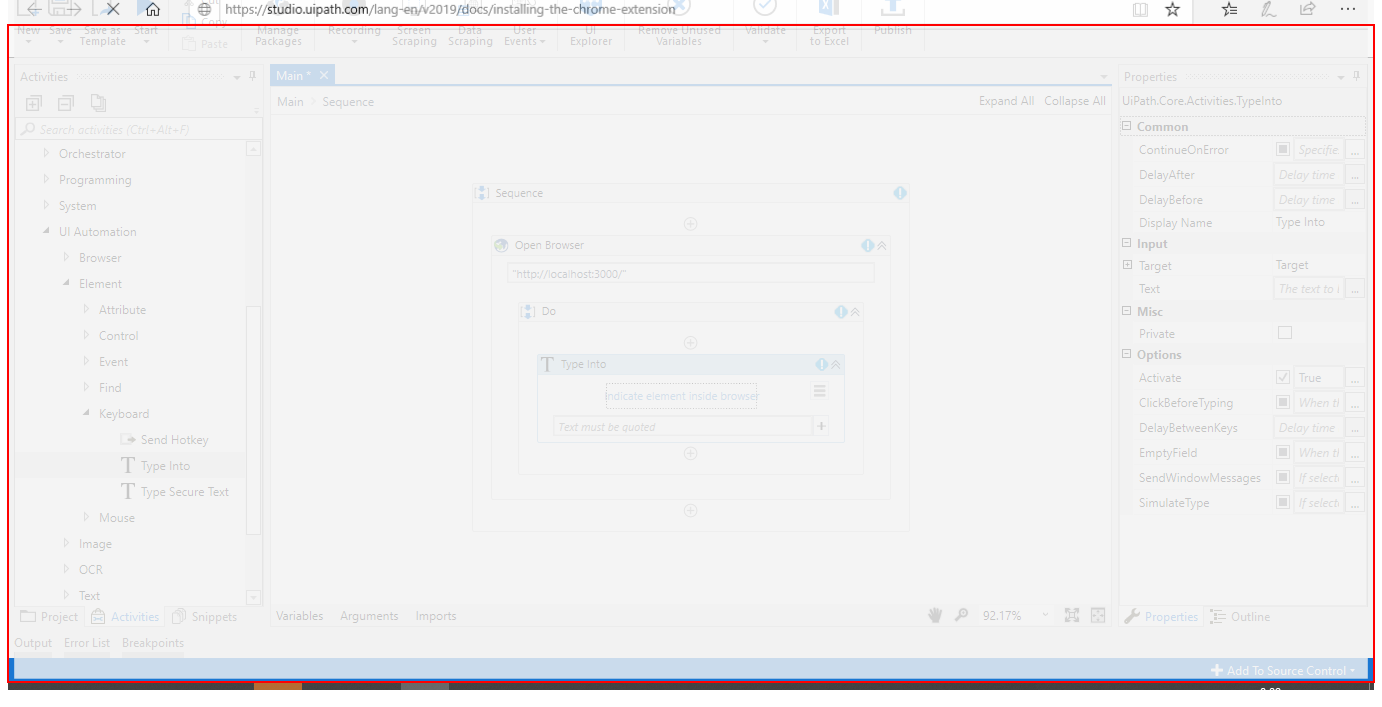 https://studio.uipath.com/lang-en/v2019/docs/installing-the-chrome-extension
New Save Save as Template Start Copy Paste Manage Packages Recording Screen Scraping Data Scraping User Events UI Explorer Remove Unused Variables Validate Export to Excel Publish
Activities
Search activities (Ctrl+Alt+F)
Orchestrator
Programming
System
UI Automation
Browser
Element
Attribute
Control
Event
Find
Keyboard
Send Hotkey
Type Into
Type Secure Text
Mouse
Image
OCR
Text
Project Activities Snippets
Main *
Main Sequence Expand All Collapse All
Sequence
Open Browser
"http://localhost:3000/"
Do
Type Into
Indicate element inside browser
Text must be quoted
Variables Arguments Imports 92.17%
Properties
UiPath.Core.Activities.TypeInto
Common
ContinueOnError Specifie ...
DelayAfter Delay time ...
DelayBefore Delay time ...
Display Name Type Into
Input
Target Target
Text The text to i ...
Misc
Private
Options
Activate True ...
ClickBeforeTyping When tl ...
DelayBetweenKeys Delay time ...
EmptyField When tl ...
SendWindowMessages If select ...
SimulateType If select ...
Properties Outline
Output Error List Breakpoints
Add To Source Control